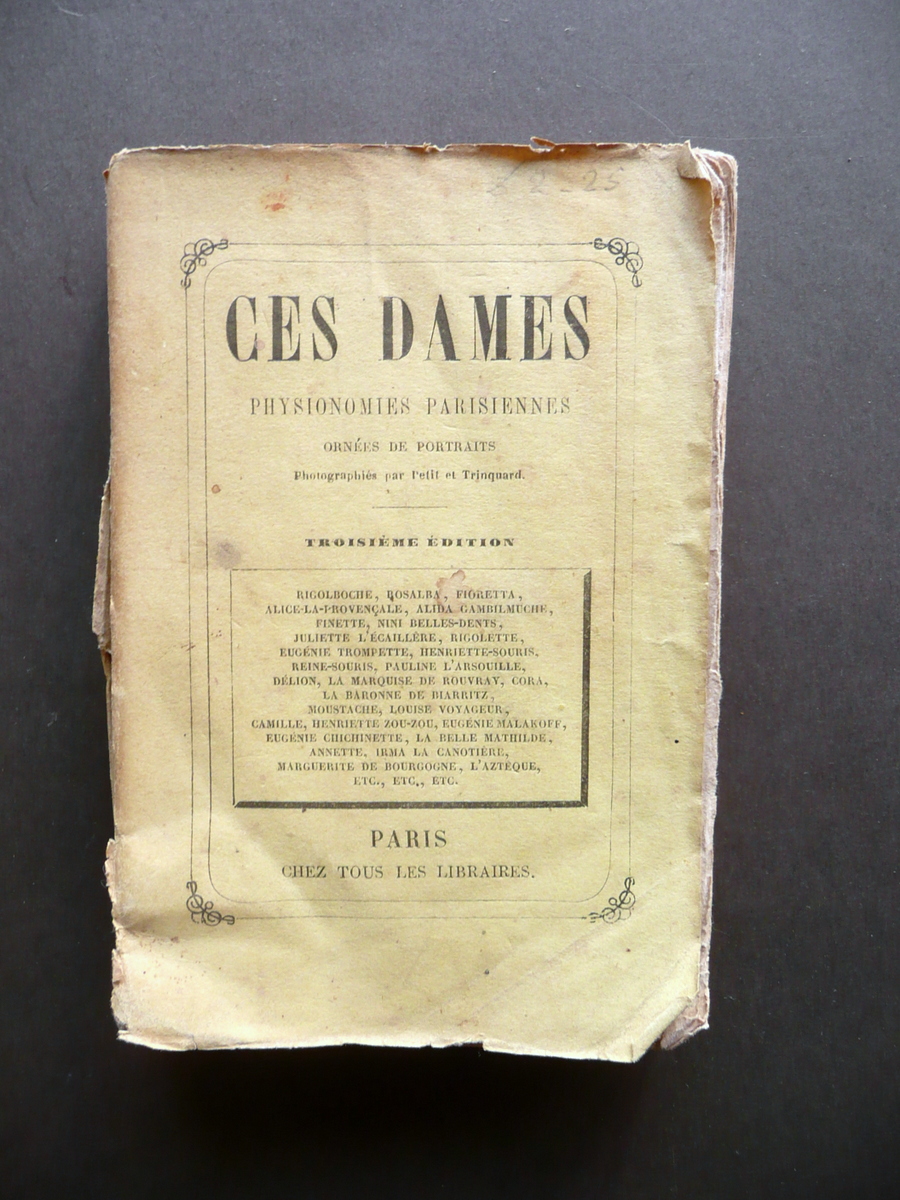 2-25
CES DAMES
PHYSIONOMIES PARISIENNES
ORNÉES DE PORTRAITS
Photographiés par Petit et Trinquard.
TROISIÈME ÉDITION
RIGOLBOCHE, ROSALBA, FIORETTA,
ALICE-LA-PROVENÇALE, ALIDA GAMBILMUCHE,
FINETTE, NINI BELLES-DENTS,
JULIETTE L'ÉCAILLÈRE, RIGOLETTE,
EUGÉNIE TROMPETTE, HENRIETTE-SOURIS,
REINE-SOURIS, PAULINE L'ARSOUILLE,
DÉLION, LA MARQUISE DE ROUVRAY, CORA,
LA BARONNE DE BIARRITZ,
MOUSTACHE, LOUISE VOYAGEUR,
CAMILLE, HENRIETTE ZOU-ZOU, EUGÉNIE MALAKOFF,
EUGÉNIE CHICHINETTE, LA BELLE MATHILDE,
ANNETTE, IRMA LA CANOTIÈRE,
MARGUERITE DE BOURGOGNE, L'AZTÈQUE,
ETC., ETC., ETC.
PARIS
CHEZ TOUS LES LIBRAIRES.